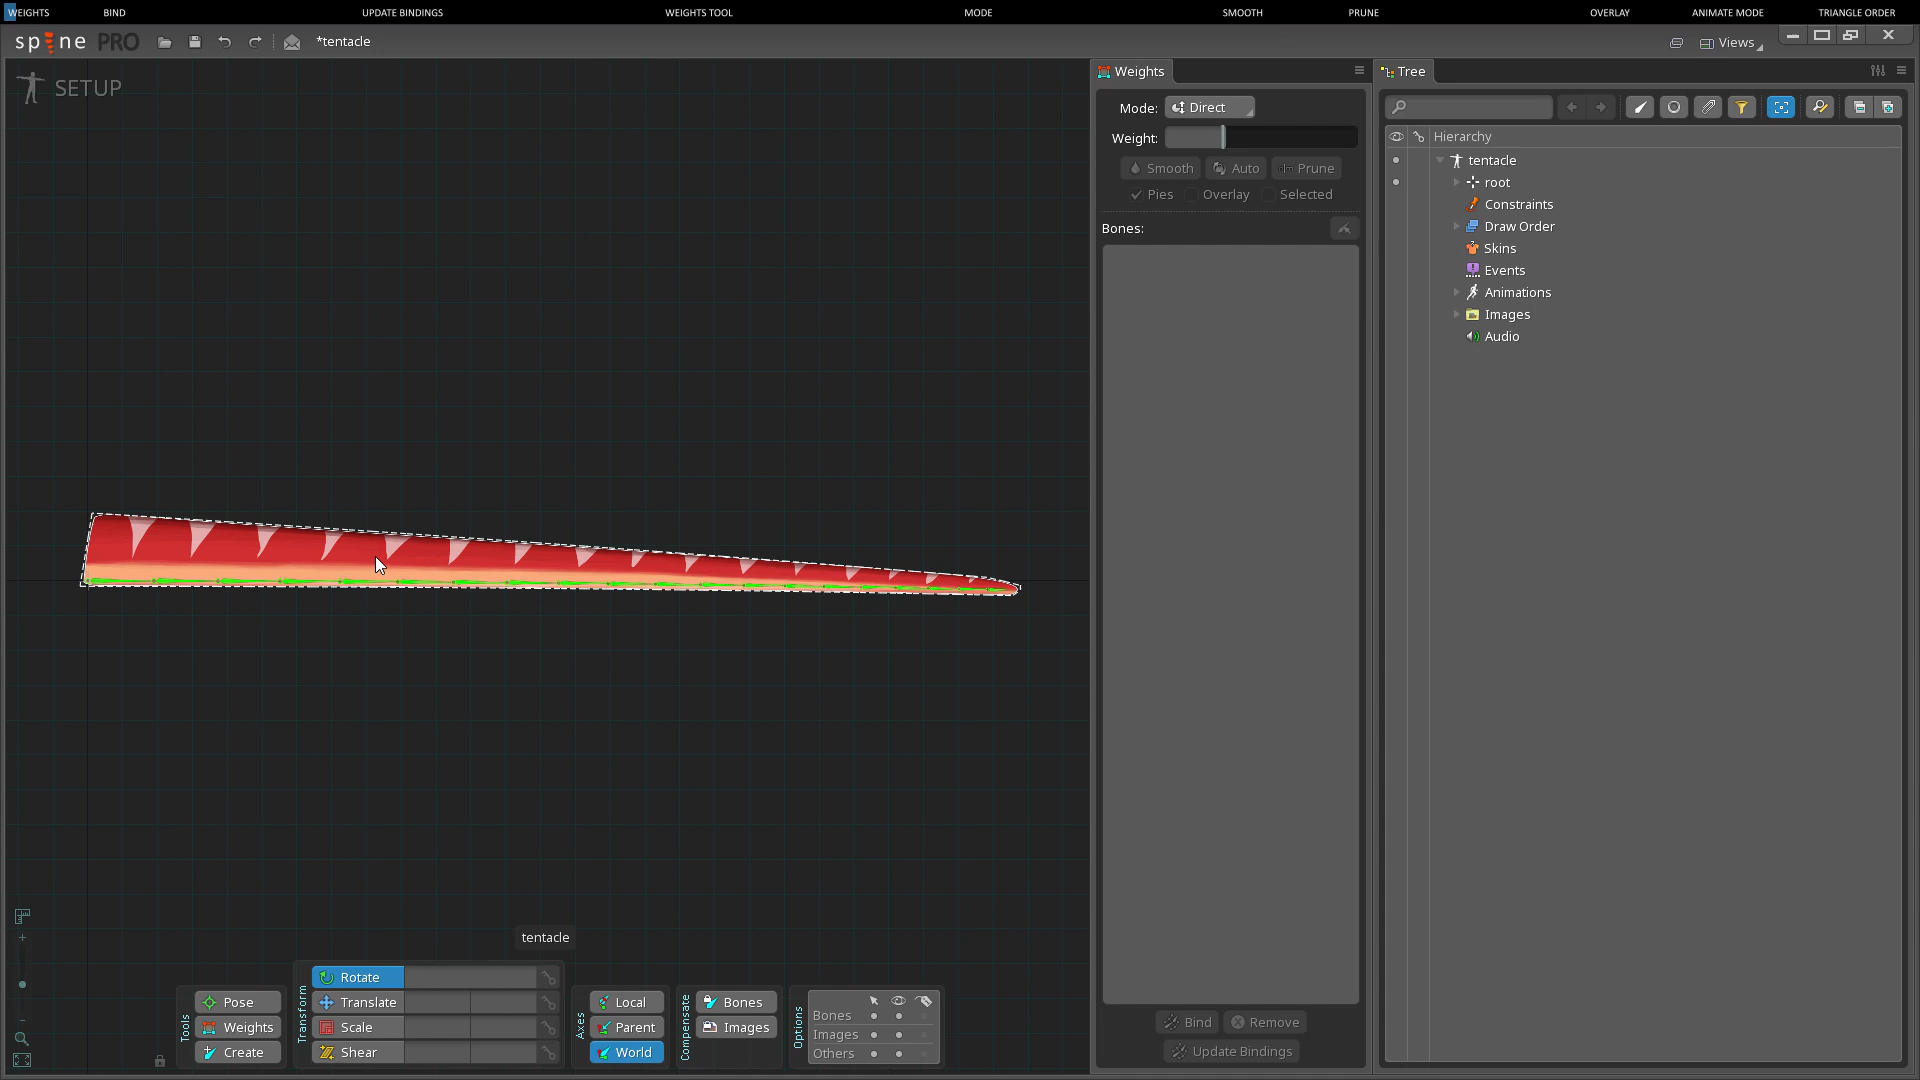 WEIGHTS BIND UPDATE BINDINGS WEIGHTS TOOL MODE SMOOTH PRUNE OVERLAY ANIMATE MODE TRIANGLE ORDER
spine PRO *tentacle Views
SETUP
Weights
Mode: Direct
Weight:
Smooth Auto Prune
Pies Overlay Selected
Bones:
Bind Remove
Update Bindings
Tree
Hierarchy
tentacle
root
Constraints
Draw Order
Skins
Events
Animations
Images
Audio
tentacle
Tools
Pose
Weights
Create
Transform
Rotate
Translate
Scale
Shear
Axes
Local
Parent
World
Compensate
Bones
Images
Options
Bones
Images
Others